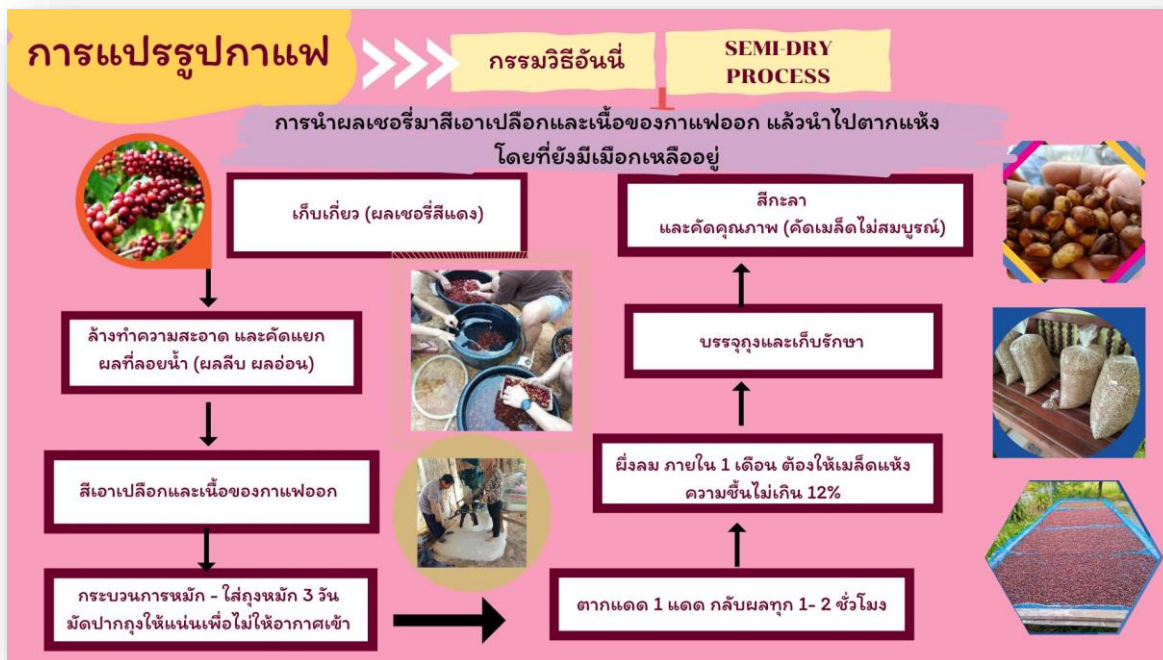 การแปรรูปกาแฟ
กรรมวิธีอันนี่
SEMI-DRY
PROCESS
การนำผลเชอรี่มาสีเอาเปลือกและเนื้อของกาแฟออก แล้วนำไปตากแห้ง
โดยที่ยังมีเมือกเหลืออยู่
เก็บเกี่ยว (ผลเชอรี่สีแดง)
ล้างทำความสะอาด และคัดแยก
ผลที่ลอยน้ำ (ผลลีบ ผลอ่อน)
สีเอาเปลือกและเนื้อของกาแฟออก
กระบวนการหมัก - ใส่ถุงหมัก 3 วัน
มัดปากถุงให้แน่นเพื่อไม่ให้อากาศเข้า
ตากแดด 1 แดด กลับผลทุก 1- 2 ชั่วโมง
ผึ่งลม ภายใน 1 เดือน ต้องให้เมล็ดแห้ง
ความชื้นไม่เกิน 12%
บรรจุถุงและเก็บรักษา
สีกะลา
และคัดคุณภาพ (คัดเมล็ดไม่สมบูรณ์)